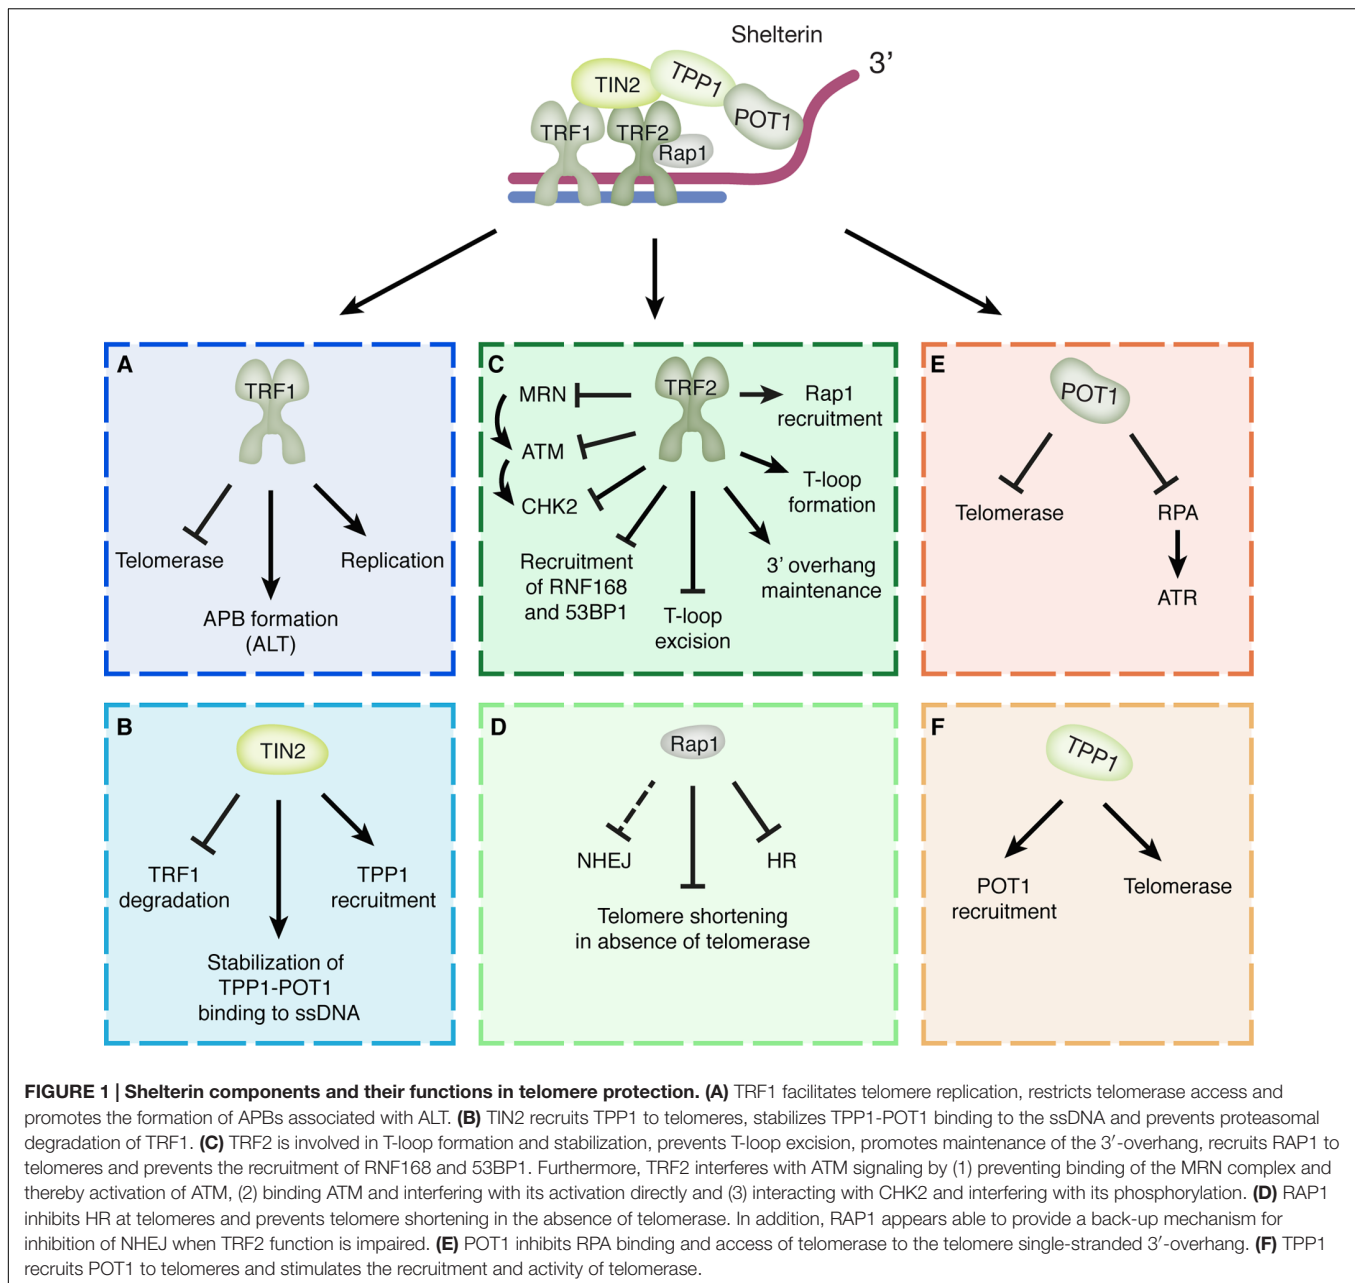 Shelterin
3’
TIN2
TPP1
POT1
TRF1
TRF2
Rap1
A
TRF1
Telomerase
Replication
APB formation
(ALT)
C
TRF2
MRN
ATM
CHK2
Rap1
recruitment
T-loop
formation
3’ overhang
maintenance
Recruitment
of RNF168
and 53BP1
T-loop
excision
E
POT1
Telomerase
RPA
ATR
B
TIN2
TRF1
degradation
TPP1
recruitment
Stabilization of
TPP1-POT1
binding to ssDNA
D
Rap1
NHEJ
HR
Telomere shortening
in absence of telomerase
F
TPP1
POT1
recruitment
Telomerase
FIGURE 1 | Shelterin components and their functions in telomere protection. (A) TRF1 facilitates telomere replication, restricts telomerase access and
promotes the formation of APBs associated with ALT. (B) TIN2 recruits TPP1 to telomeres, stabilizes TPP1-POT1 binding to the ssDNA and prevents proteasomal
degradation of TRF1. (C) TRF2 is involved in T-loop formation and stabilization, prevents T-loop excision, promotes maintenance of the 3′-overhang, recruits RAP1 to
telomeres and prevents the recruitment of RNF168 and 53BP1. Furthermore, TRF2 interferes with ATM signaling by (1) preventing binding of the MRN complex and
thereby activation of ATM, (2) binding ATM and interfering with its activation directly and (3) interacting with CHK2 and interfering with its phosphorylation. (D) RAP1
inhibits HR at telomeres and prevents telomere shortening in the absence of telomerase. In addition, RAP1 appears able to provide a back-up mechanism for
inhibition of NHEJ when TRF2 function is impaired. (E) POT1 inhibits RPA binding and access of telomerase to the telomere single-stranded 3′-overhang. (F) TPP1
recruits POT1 to telomeres and stimulates the recruitment and activity of telomerase.